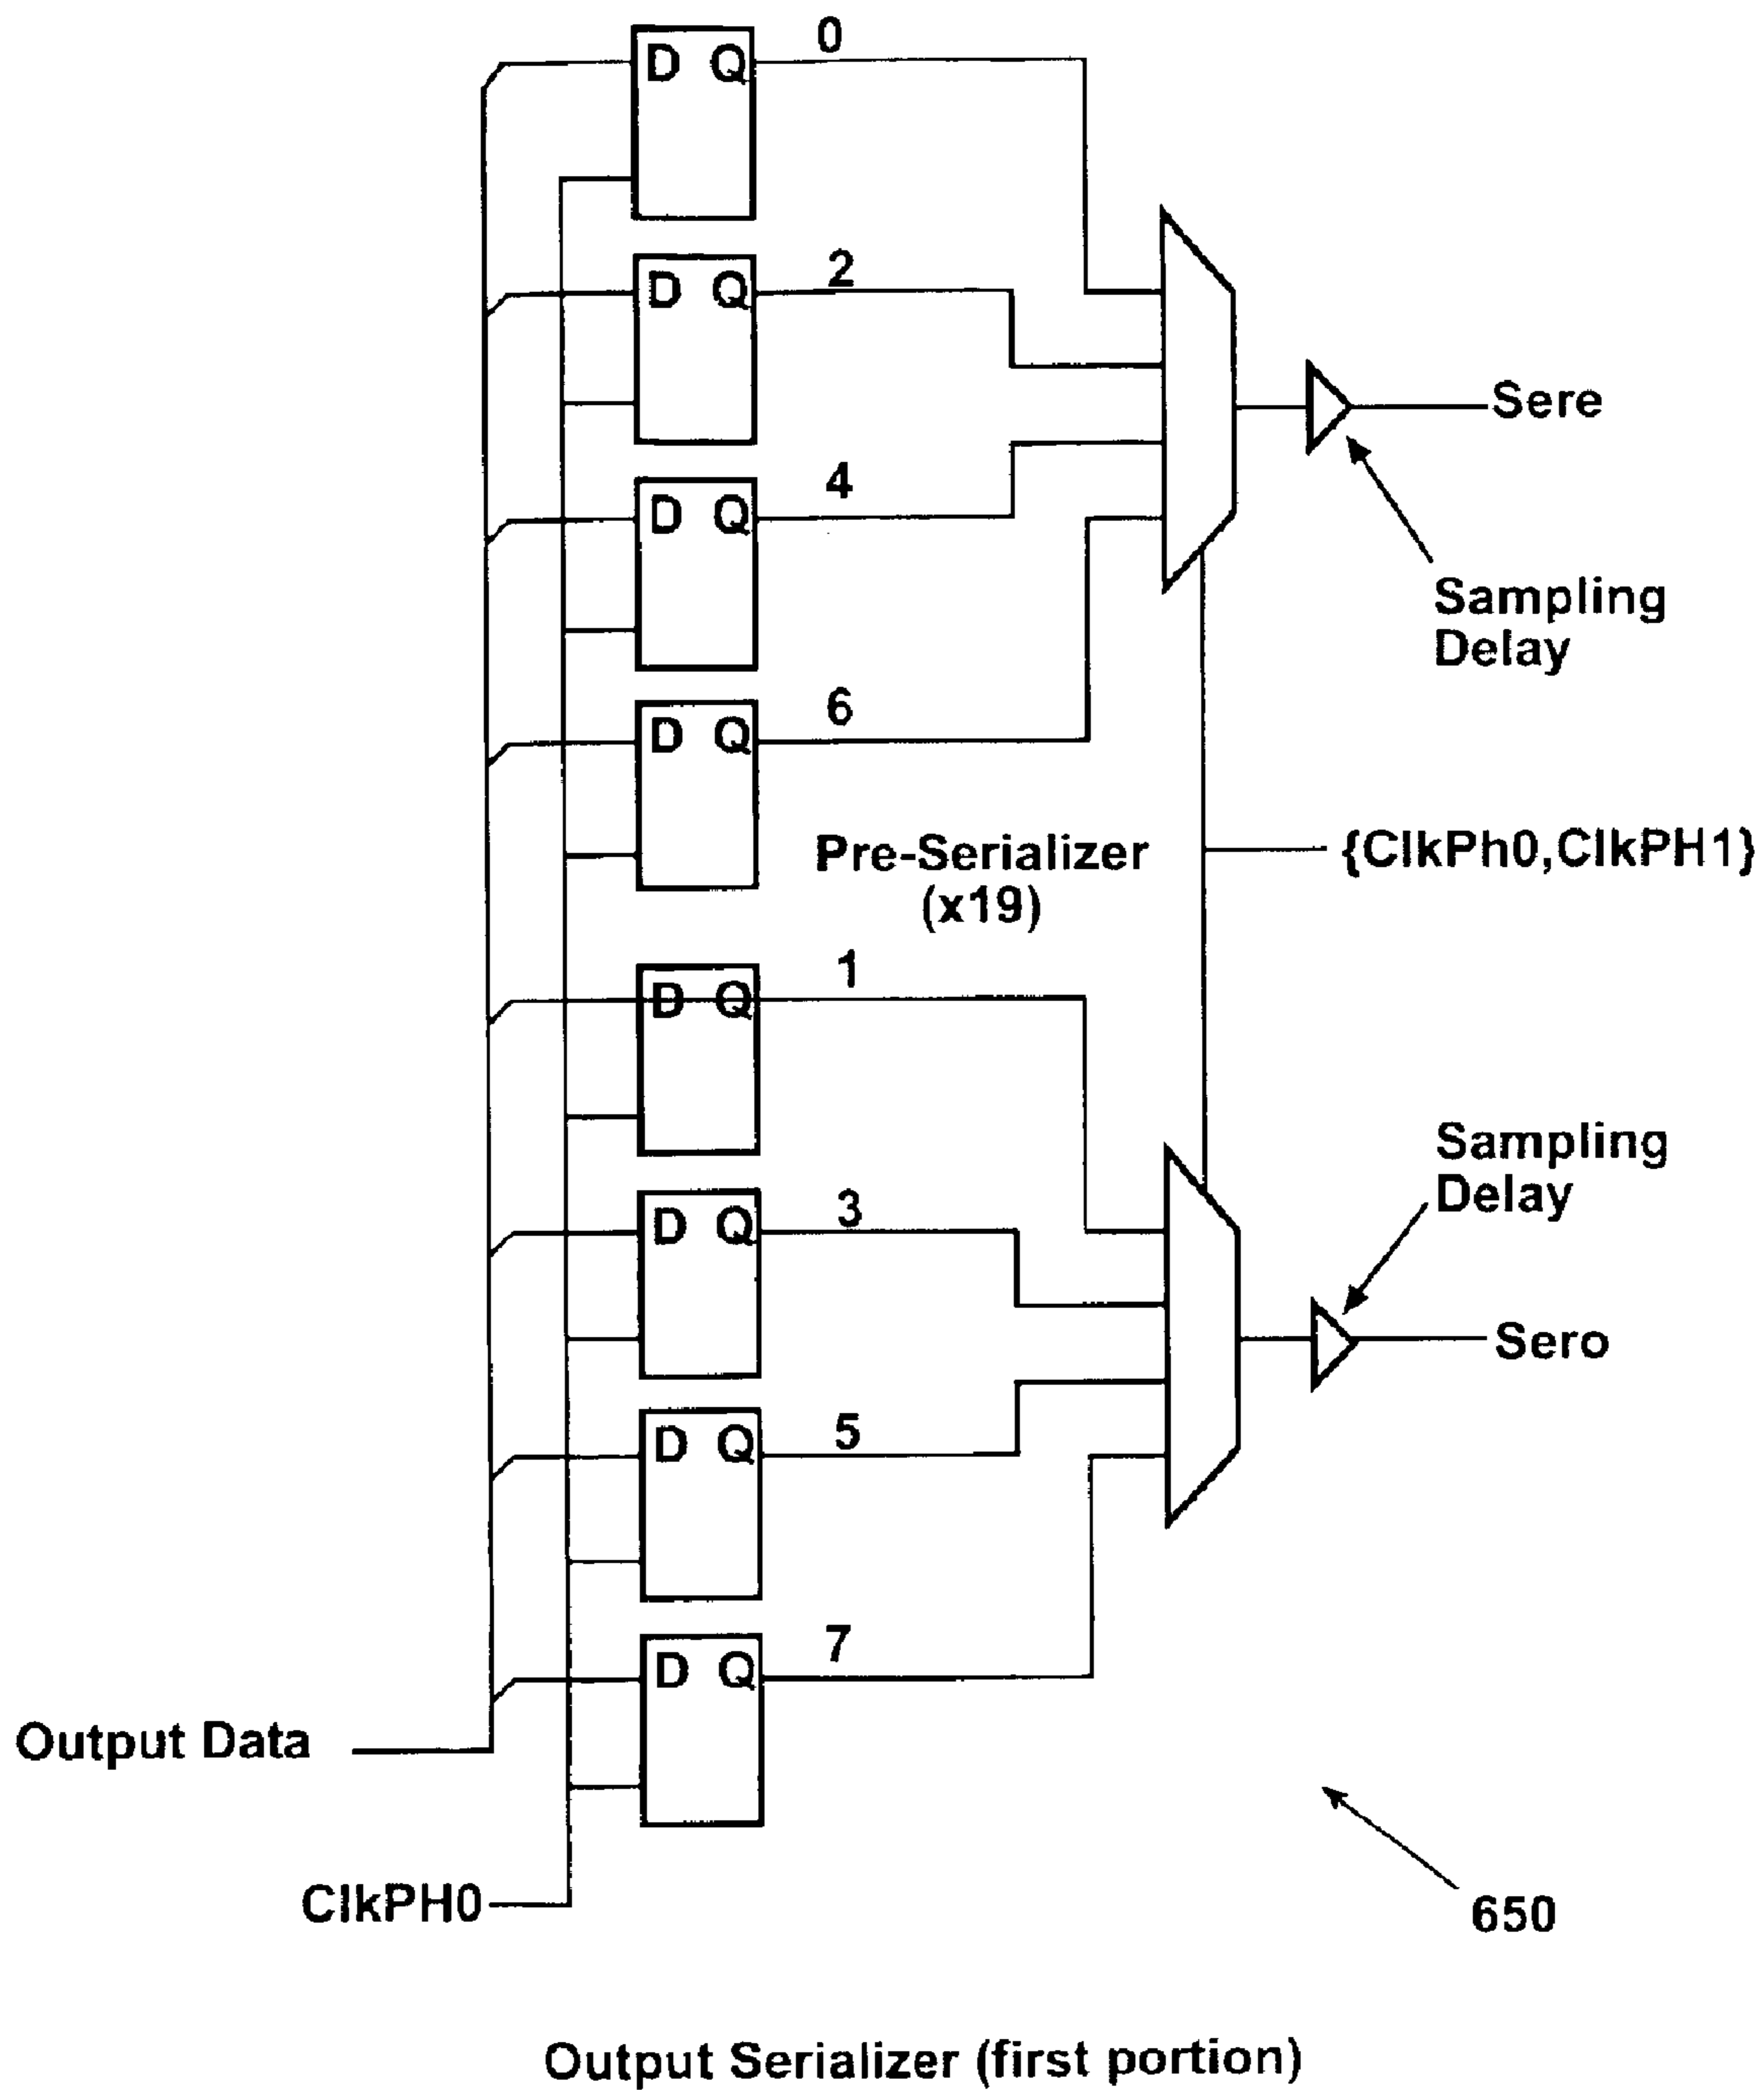 0
D Q
2
D Q
Sere
4
D Q
Sampling
Delay
6
D Q
Pre-Serializer
(x19)
{ClkPh0,ClkPH1}
1
D Q
Sampling
Delay
3
D Q
Sero
5
D Q
7
D Q
Output Data
ClkPH0
650
Output Serializer (first portion)